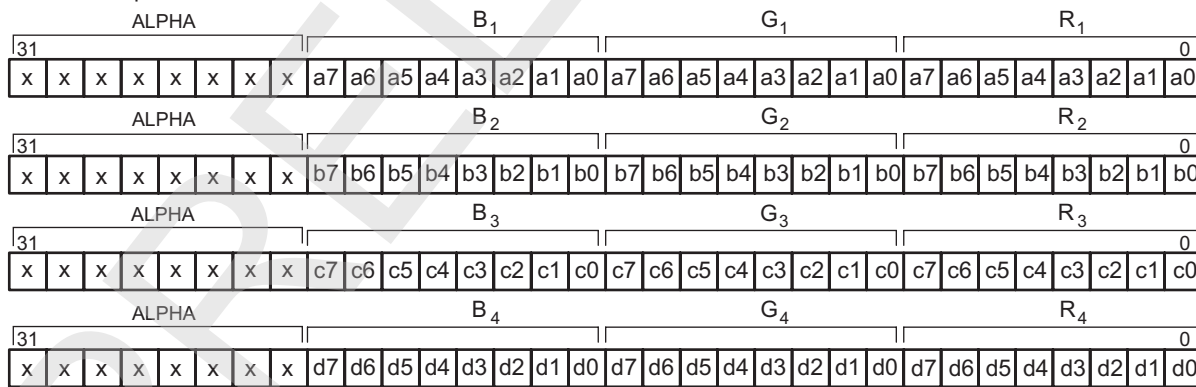 ALPHA B1 G1 R1
31 0
x x x x x x x x a7 a6 a5 a4 a3 a2 a1 a0 a7 a6 a5 a4 a3 a2 a1 a0 a7 a6 a5 a4 a3 a2 a1 a0
ALPHA B2 G2 R2
31 0
x x x x x x x x b7 b6 b5 b4 b3 b2 b1 b0 b7 b6 b5 b4 b3 b2 b1 b0 b7 b6 b5 b4 b3 b2 b1 b0
ALPHA B3 G3 R3
31 0
x x x x x x x x c7 c6 c5 c4 c3 c2 c1 c0 c7 c6 c5 c4 c3 c2 c1 c0 c7 c6 c5 c4 c3 c2 c1 c0
ALPHA B4 G4 R4
31 0
x x x x x x x x d7 d6 d5 d4 d3 d2 d1 d0 d7 d6 d5 d4 d3 d2 d1 d0 d7 d6 d5 d4 d3 d2 d1 d0